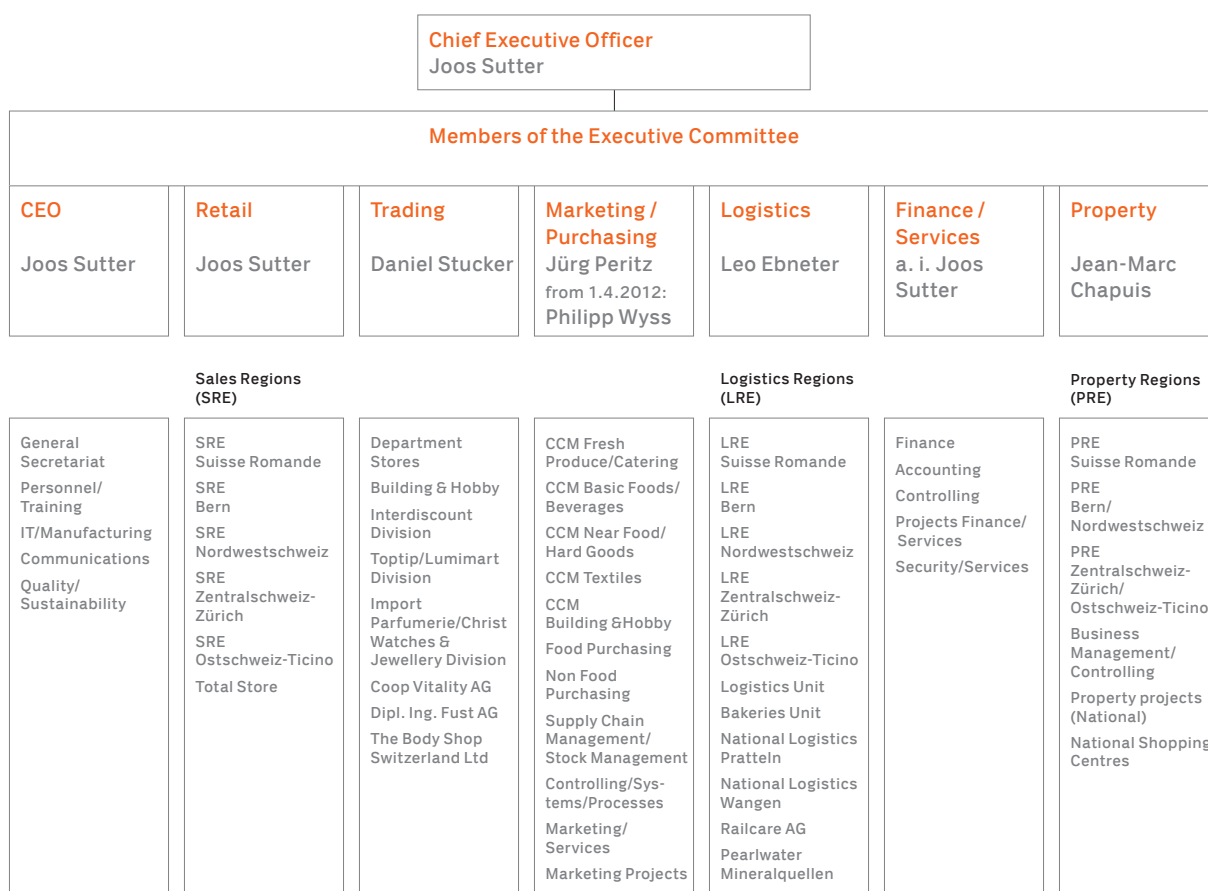 Chief Executive Officer
Joos Sutter
Members of the Executive Committee
CEO
Joos Sutter
Retail
Joos Sutter
Trading
Daniel Stucker
Marketing /
Purchasing
Jürg Peritz
from 1.4.2012:
Philipp Wyss
Logistics
Leo Ebneter
Finance /
Services
a. i. Joos
Sutter
Property
Jean-Marc
Chapuis
General
Secretariat
Personnel/
Training
IT/Manufacturing
Communications
Quality/
Sustainability
Sales Regions
(SRE)
SRE
Suisse Romande
SRE
Bern
SRE
Nordwestschweiz
SRE
Zentralschweiz-
Zürich
SRE
Ostschweiz-Ticino
Total Store
Department
Stores
Building & Hobby
Interdiscount
Division
Toptip/Lumimart
Division
Import
Parfumerie/Christ
Watches &
Jewellery Division
Coop Vitality AG
Dipl. Ing. Fust AG
The Body Shop
Switzerland Ltd
CCM Fresh
Produce/Catering
CCM Basic Foods/
Beverages
CCM Near Food/
Hard Goods
CCM Textiles
CCM
Building &Hobby
Food Purchasing
Non Food
Purchasing
Supply Chain
Management/
Stock Management
Controlling/Sys-
tems/Processes
Marketing/
Services
Marketing Projects
Logistics Regions
(LRE)
LRE
Suisse Romande
LRE
Bern
LRE
Nordwestschweiz
LRE
Zentralschweiz-
Zürich
LRE
Ostschweiz-Ticino
Logistics Unit
Bakeries Unit
National Logistics
Pratteln
National Logistics
Wangen
Railcare AG
Pearlwater
Mineralquellen
Finance
Accounting
Controlling
Projects Finance/
Services
Security/Services
Property Regions
(PRE)
PRE
Suisse Romande
PRE
Bern/
Nordwestschweiz
PRE
Zentralschweiz-
Zürich/
Ostschweiz-Ticino
Business
Management/
Controlling
Property projects
(National)
National Shopping
Centres